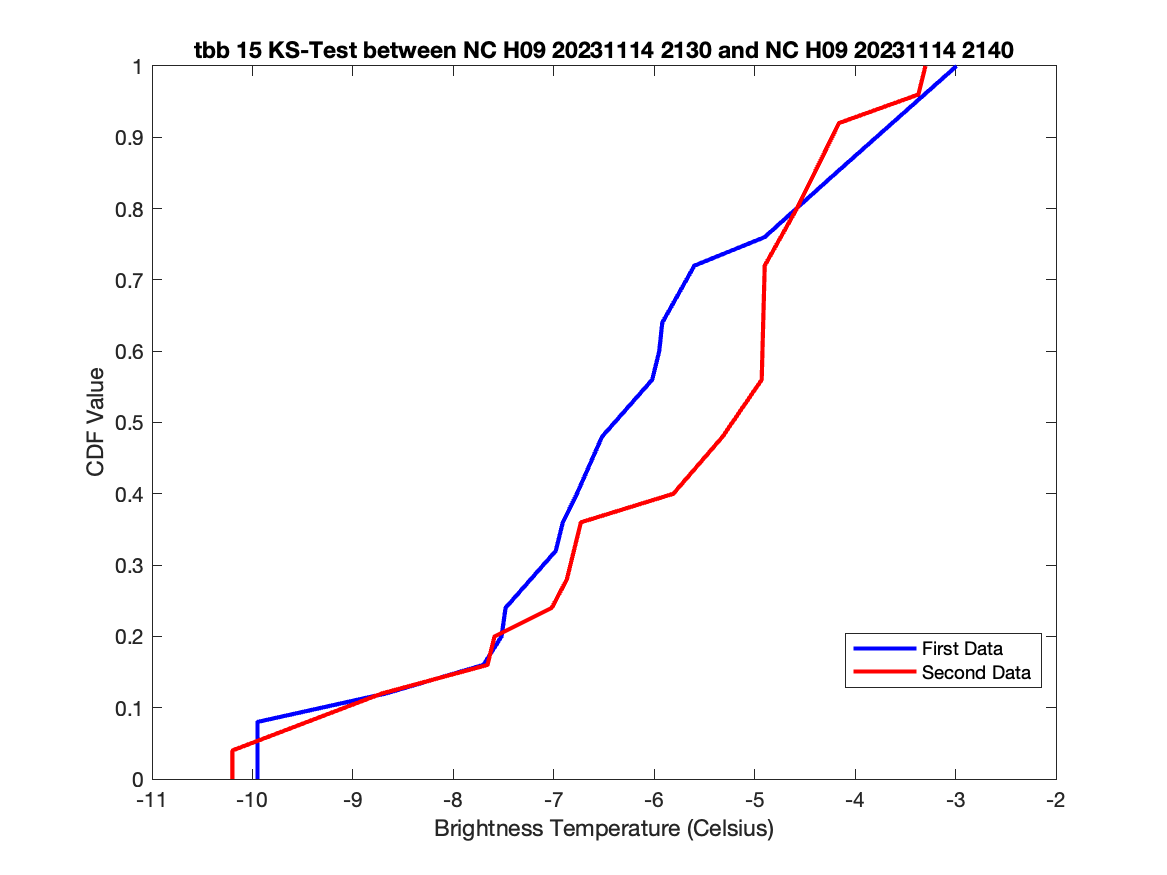 tbb 15 KS-Test between NC H09 20231114 2130 and NC H09 20231114 2140
1
0.9
0.8
0.7
0.6
0.5
0.4
0.3
0.2
0.1
0
CDF Value
First Data
Second Data
-11 -10 -9 -8 -7 -6 -5 -4 -3 -2
Brightness Temperature (Celsius)